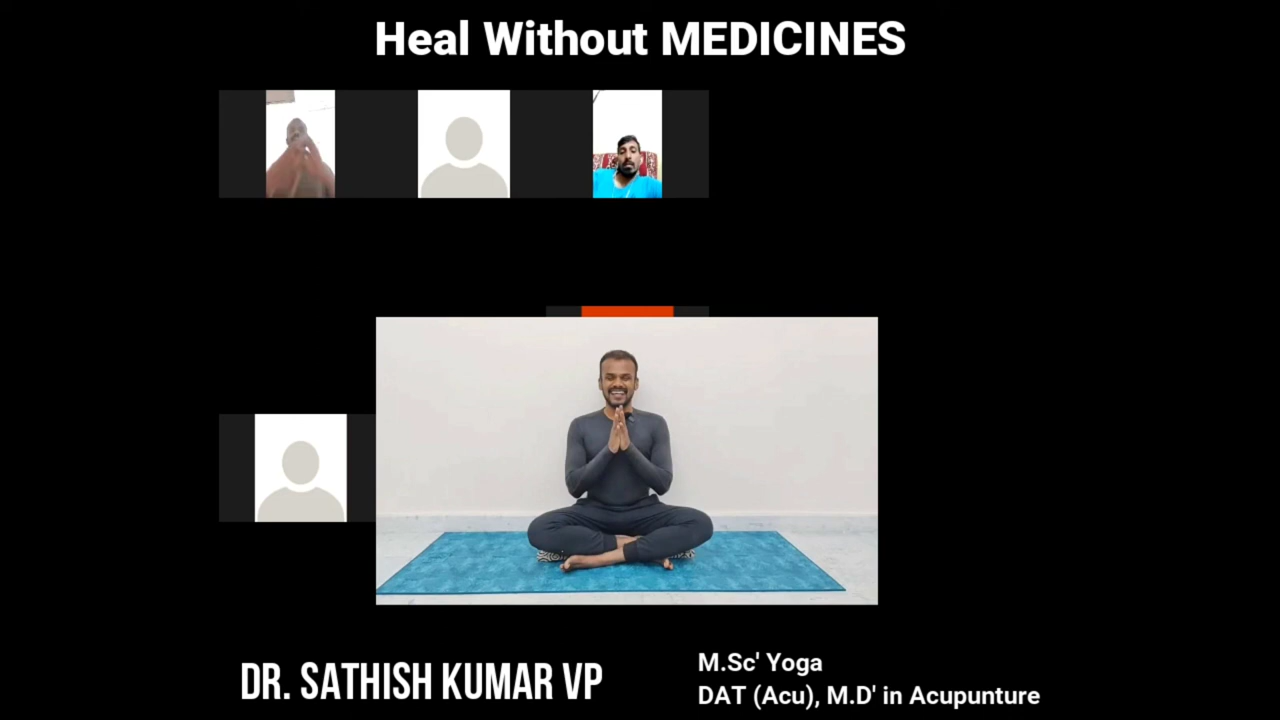 Heal Without MEDICINES
DR. SATHISH KUMAR VP
M.Sc' Yoga
DAT (Acu), M.D' in Acupunture